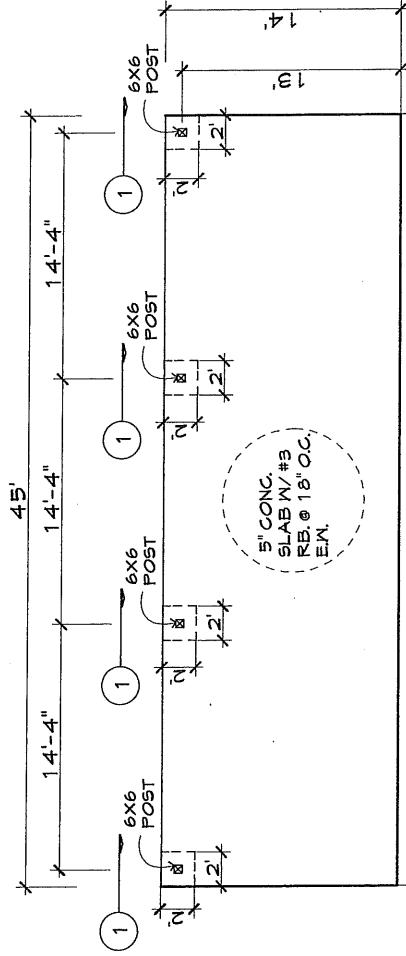 45'
14'-4"
14'-4"
14'-4"
1
1
1
1
6X6
POST
6X6
POST
6X6
POST
6X6
POST
2'
2'
2'
2'
2'
2'
2'
2'
14'
13'
5" CONC.
SLAB W/ #3
RB. @ 18" O.C.
E.W.